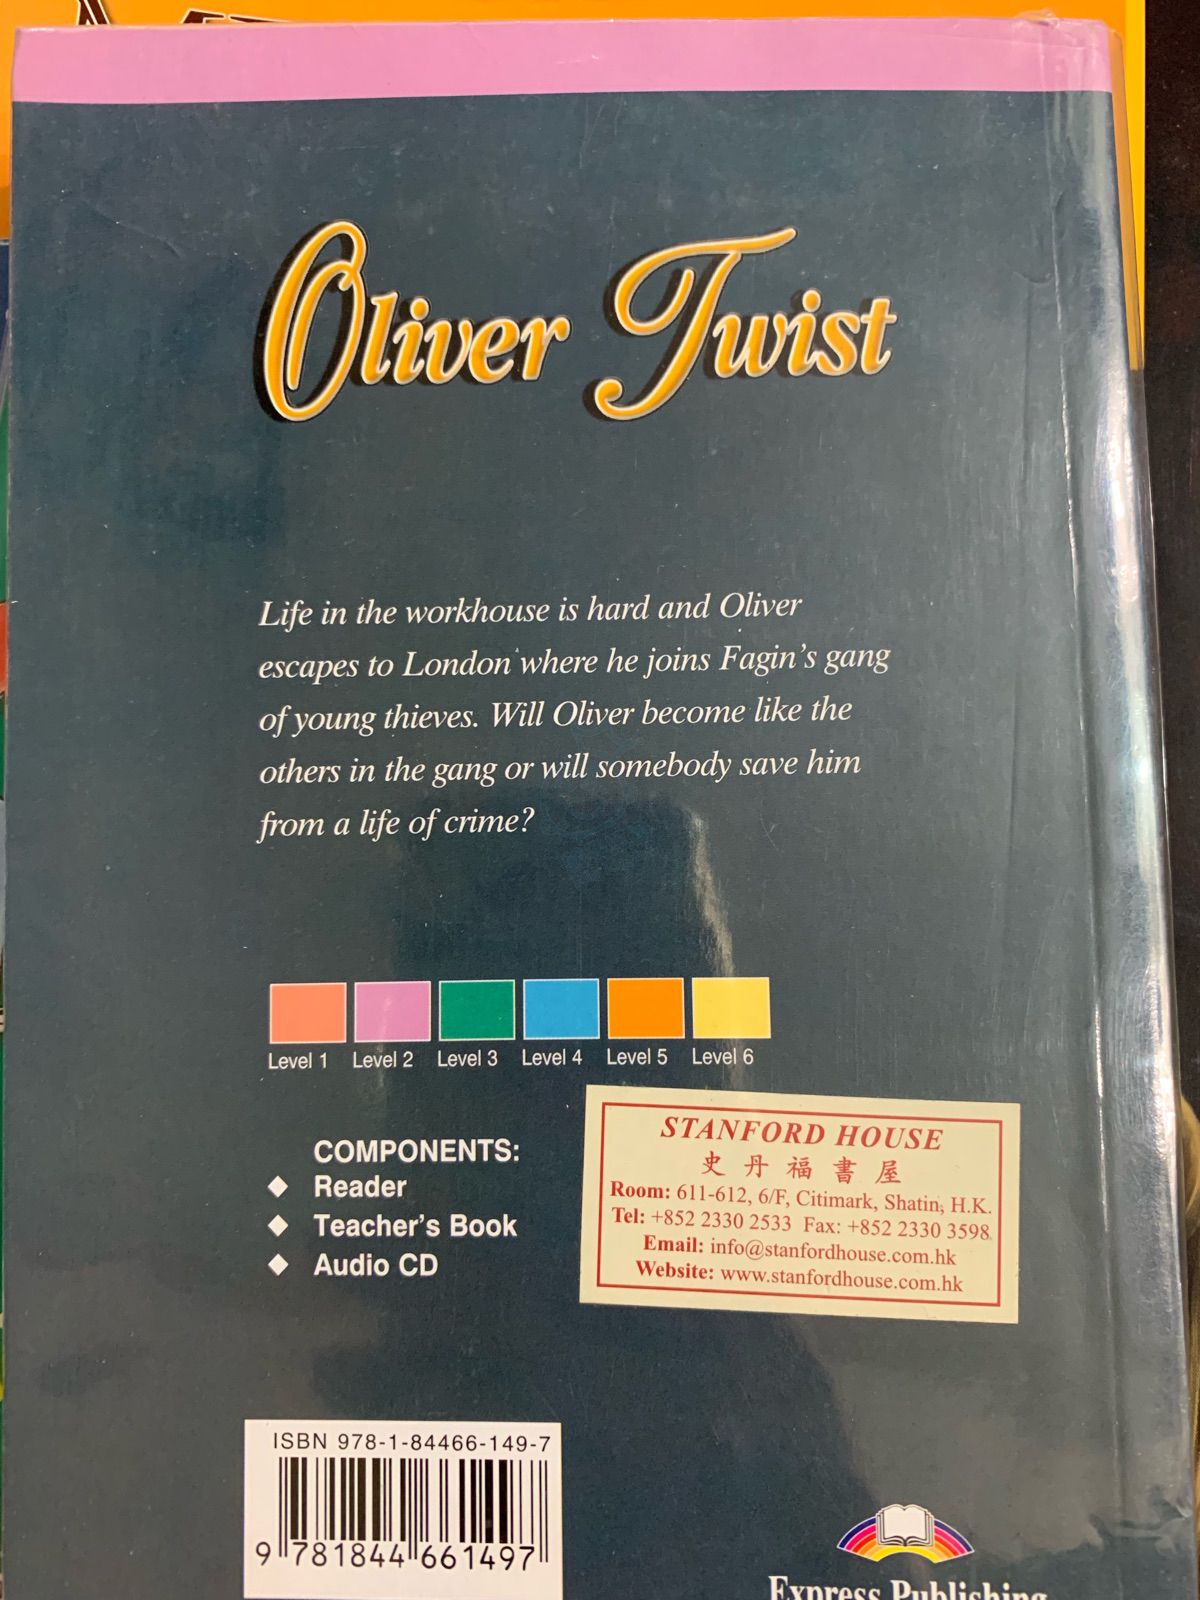 Oliver Twist
Life in the workhouse is hard and Oliver
escapes to London where he joins Fagin's gang
of young thieves. Will Oliver become like the
others in the gang or will somebody save him
from a life of crime?
Level 1 Level 2 Level 3 Level 4 Level 5 Level 6
COMPONENTS:
Reader
Teacher's Book
Audio CD
STANFORD HOUSE
史丹福書屋
Room: 611-612, 6/F, Citimark, Shatin, H.K.
Tel: +852 2330 2533 Fax: +852 2330 3598
Email: info@stanfordhouse.com.hk
Website: www.stanfordhouse.com.hk
ISBN 978-1-84466-149-7
9 781844 661497
Express Publishing